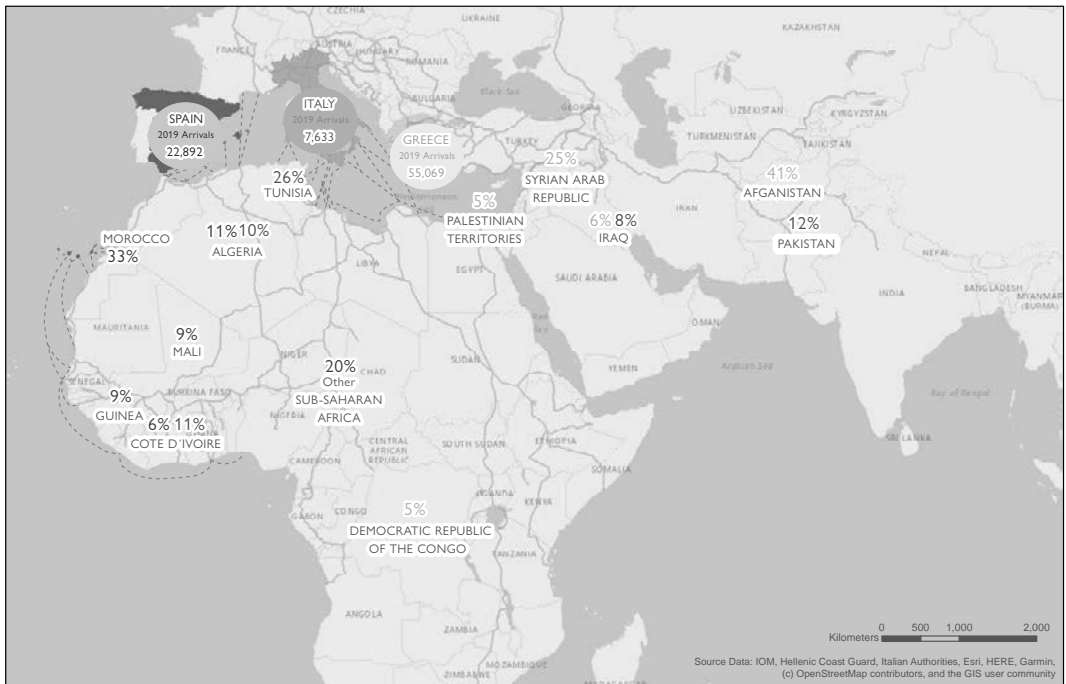 CZECHIA
UKRAINE
KAZAKHSTAN
FRANCE
AUSTRIA
HUNGARY
ROMANIA
SPAIN
2019 Arrivals
22,892
ITALY
2019 Arrivals
7,633
BULGARIA
Black Sea
GEORGIA
UZBEKISTAN
KYRGYZSTAN
GREECE
2019 Arrivals
55,069
TURKEY
TURKMENISTAN
TAJIKISTAN
26%
TUNISIA
25%
SYRIAN ARAB
REPUBLIC
41%
AFGANISTAN
5%
PALESTINIAN
TERRITORIES
6% 8%
IRAQ
IRAN
12%
PAKISTAN
MOROCCO
33%
11% 10%
ALGERIA
LIBYA
EGYPT
SAUDI ARABIA
NEPAL
INDIA
BANGLADESH
MYANMAR
(BURMA)
MAURITANIA
9%
MALI
NIGER
CHAD
SUDAN
Red
Sea
OMAN
YEMEN
Arabian Sea
Bay of Bengal
SENEGAL
9%
GUINEA
BURKINA FASO
6% 11%
COTE D´IVOIRE
GHANA
NIGERIA
20%
Other
SUB-SAHARAN
AFRICA
CAMEROON
CENTRAL
AFRICAN
REPUBLIC
SOUTH SUDAN
ETHIOPIA
SOMALIA
SRI LANKA
GABON
CONGO
UGANDA
KENYA
5%
DEMOCRATIC REPUBLIC
OF THE CONGO
TANZANIA
ANGOLA
ZAMBIA
MOZAMBIQUE
ZIMBABWE
MADAGASCAR
0 500 1,000 2,000
Kilometers
Source Data: IOM, Hellenic Coast Guard, Italian Authorities, Esri, HERE, Garmin,
(c) OpenStreetMap contributors, and the GIS user community